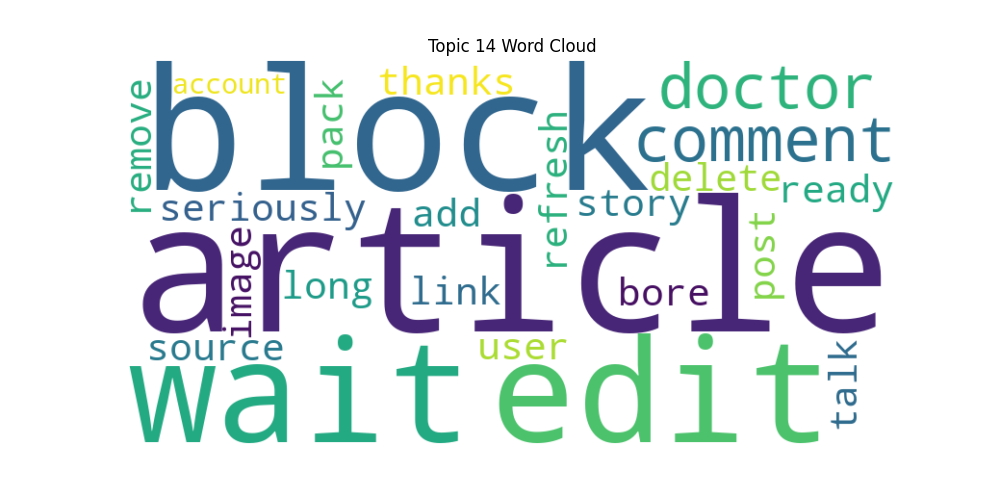 Topic 14 Word Cloud
block
account
thanks
doctor
remove
pack
comment
refresh
delete
ready
seriously
add
story
article
image
long
link
bore
post
source
user
wait
edit
talk